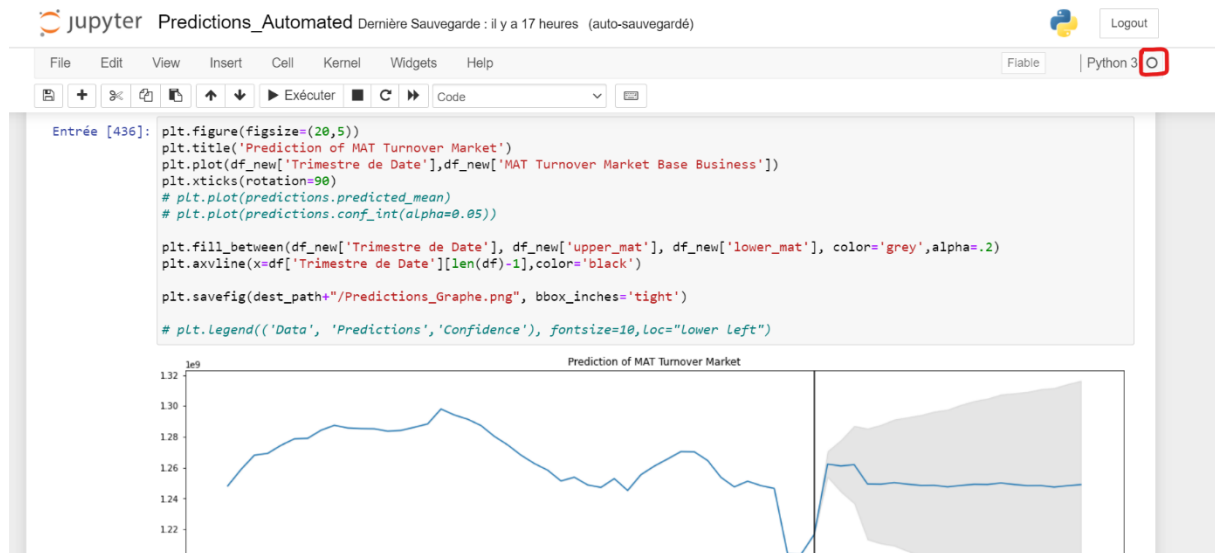 jupyter Predictions_Automated Dernière Sauvegarde : il y a 17 heures (auto-sauvegardé)
Logout
File Edit View Insert Cell Kernel Widgets Help
Fiable
Python 3
Exécuter
Code
Entrée [436]:
plt.figure(figsize=(20,5))
plt.title('Prediction of MAT Turnover Market')
plt.plot(df_new['Trimestre de Date'],df_new['MAT Turnover Market Base Business'])
plt.xticks(rotation=90)
# plt.plot(predictions.predicted_mean)
# plt.plot(predictions.conf_int(alpha=0.05))
plt.fill_between(df_new['Trimestre de Date'], df_new['upper_mat'], df_new['lower_mat'], color='grey',alpha=.2)
plt.axvline(x=df['Trimestre de Date'][len(df)-1],color='black')
plt.savefig(dest_path+"/Predictions_Graphe.png", bbox_inches='tight')
# plt.legend(('Data', 'Predictions','Confidence'), fontsize=10,loc="lower left")
1e9
Prediction of MAT Turnover Market
1.32
1.30
1.28
1.26
1.24
1.22